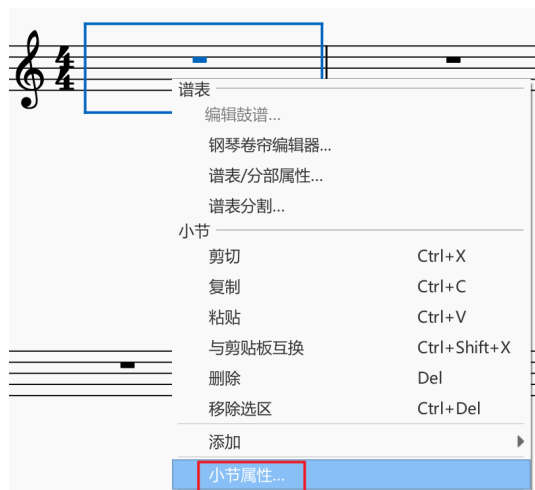 4
4
谱表
编辑鼓谱...
钢琴卷帘编辑器...
谱表/分部属性...
谱表分割...
小节
剪切 Ctrl+X
复制 Ctrl+C
粘贴 Ctrl+V
与剪贴板互换 Ctrl+Shift+X
删除 Del
移除选区 Ctrl+Del
添加
小节属性...